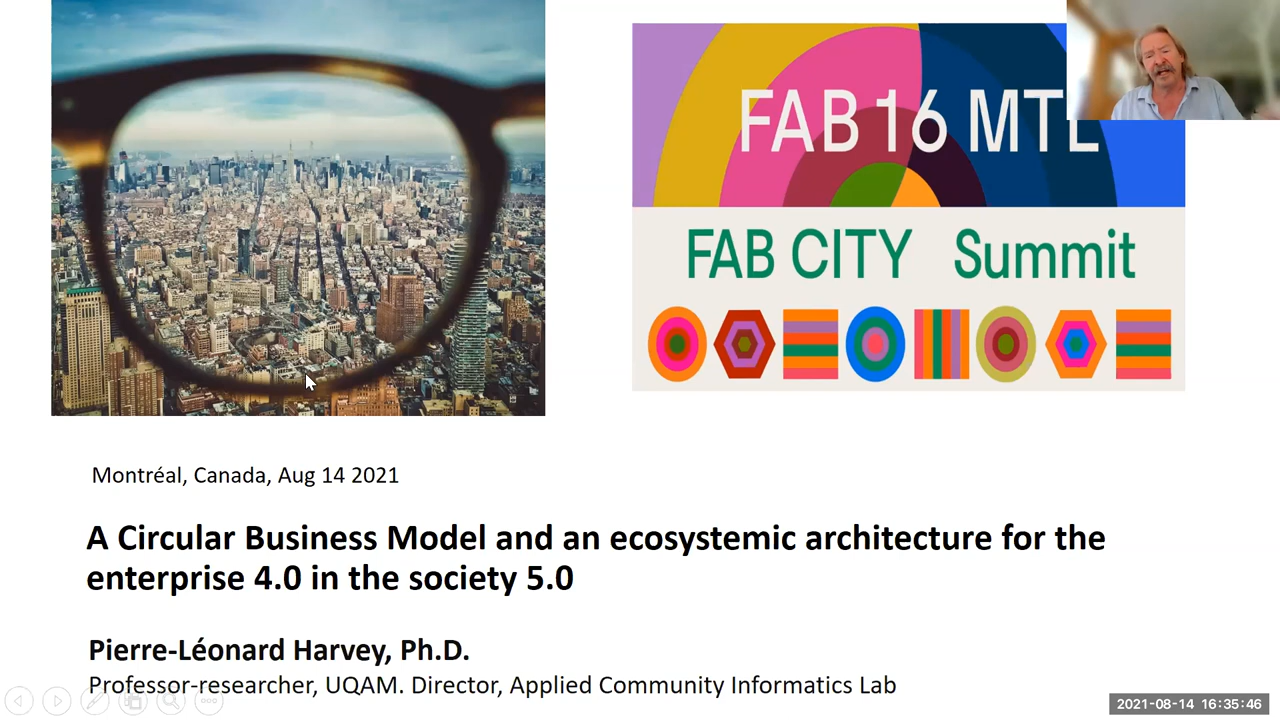 FAB 16 MTL
FAB CITY Summit
Montréal, Canada, Aug 14 2021
A Circular Business Model and an ecosystemic architecture for the
enterprise 4.0 in the society 5.0
Pierre-Léonard Harvey, Ph.D.
Professor-researcher, UQAM. Director, Applied Community Informatics Lab
2021-08-14 16:35:46